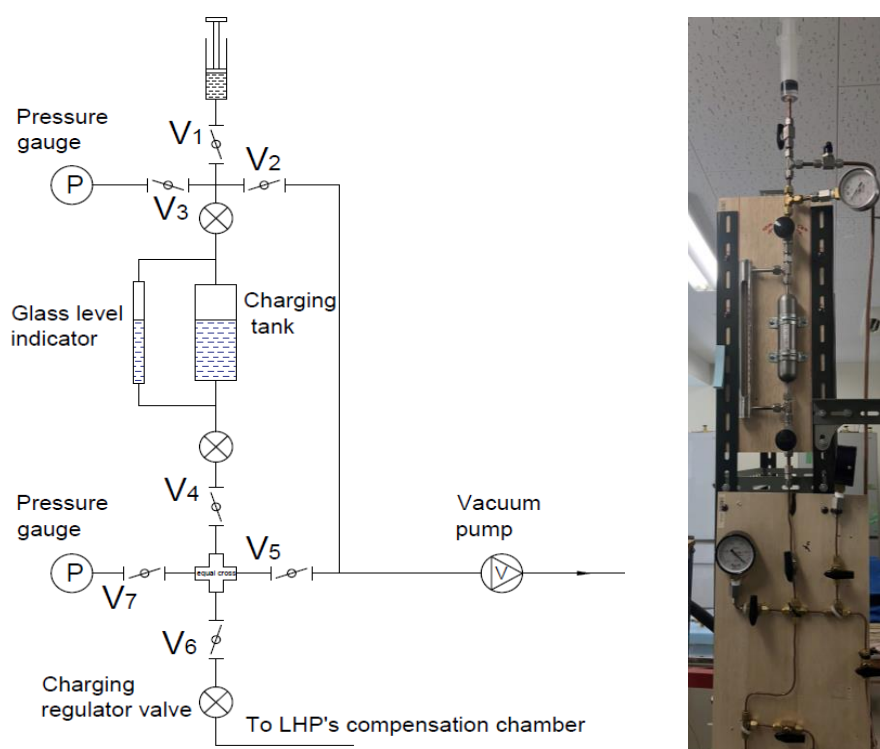 V1
Pressure
gauge
V2
P
V3
Glass level
indicator
Charging
tank
V4
Pressure
gauge
V5
Vacuum
pump
P
equal cross
V
V7
V6
Charging
regulator valve
To LHP's compensation chamber